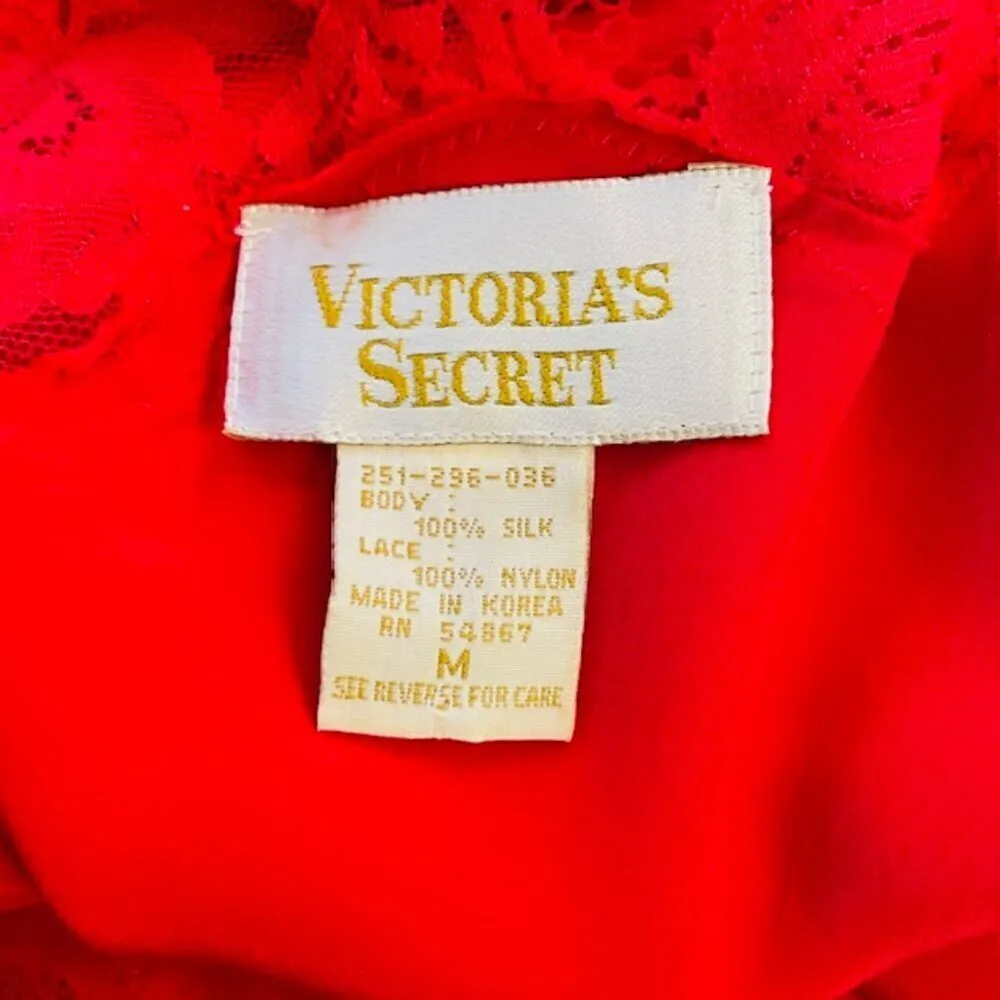 VICTORIA'S
SECRET
251-296-036
BODY :
100% SILK
LACE :
100% NYLON
MADE IN KOREA
RN 54867
M
SEE REVERSE FOR CARE